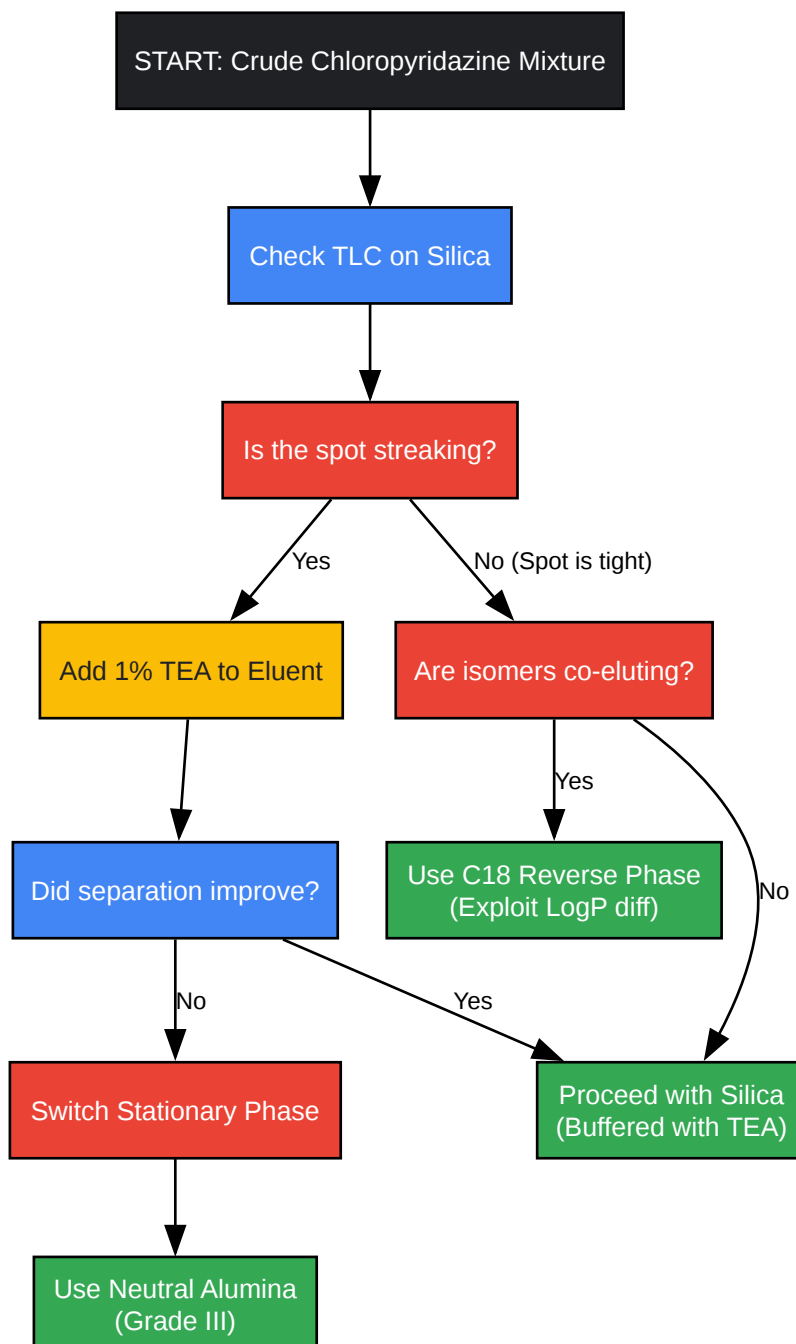 START: Crude Chloropyridazine Mixture
Check TLC on Silica
Is the spot streaking?
Yes
No (Spot is tight)
Add 1% TEA to Eluent
Are isomers co-eluting?
Yes
Did separation improve?
Use C18 Reverse Phase
(Exploit LogP diff)
No
No
Yes
Switch Stationary Phase
Proceed with Silica
(Buffered with TEA)
Use Neutral Alumina
(Grade III)